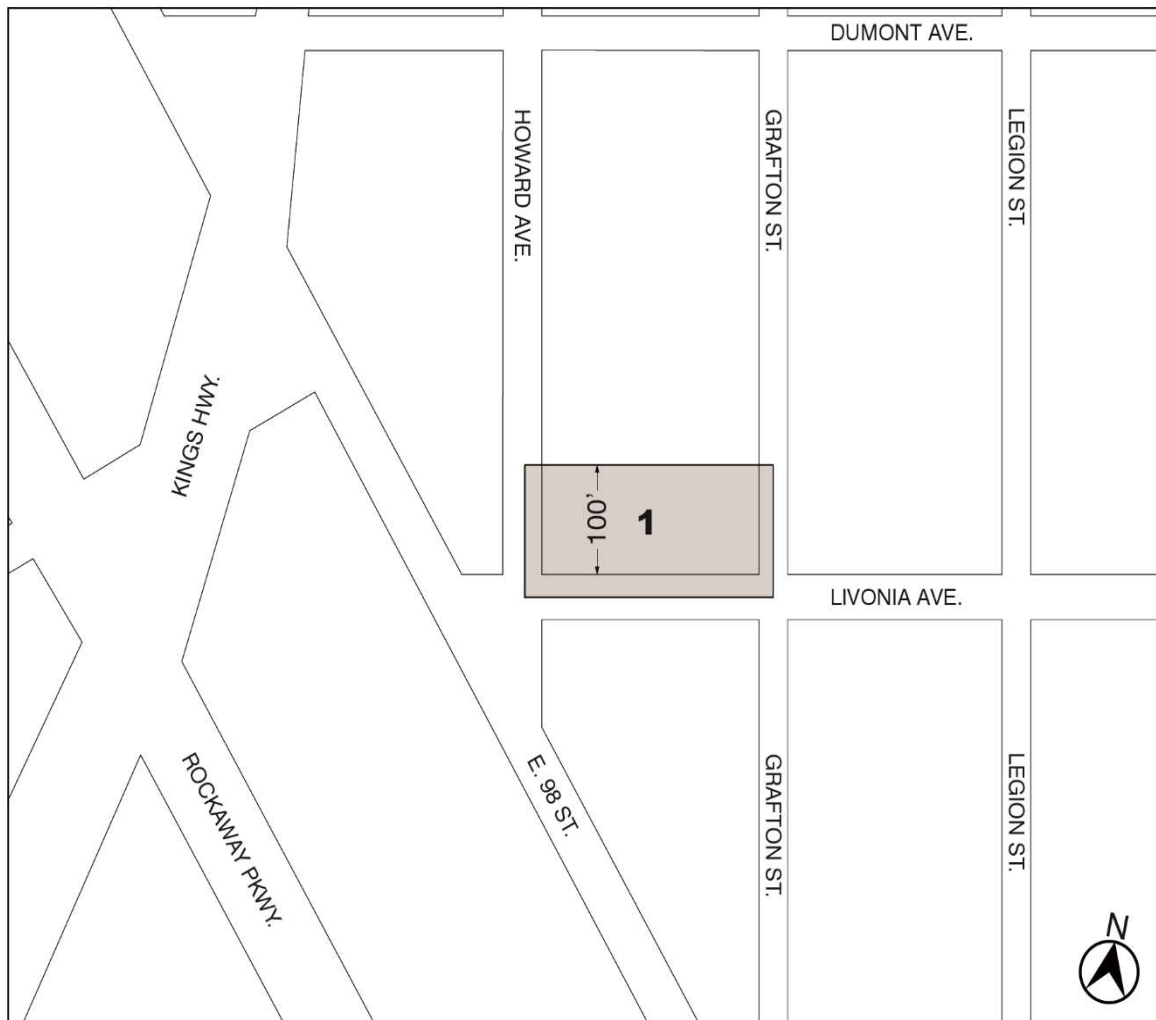 DUMONT AVE.
HOWARD AVE.
GRAFTON ST.
LEGION ST.
KINGS HWY.
100'
1
LIVONIA AVE.
E. 98 ST.
ROCKAWAY PKWY.
GRAFTON ST.
LEGION ST.
N